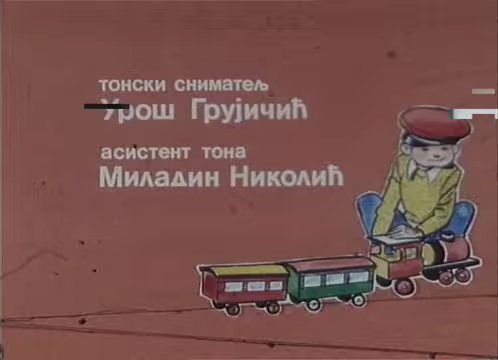 тонски сниматељ
Урош Грујичић
асистент тона
Миладин Николић